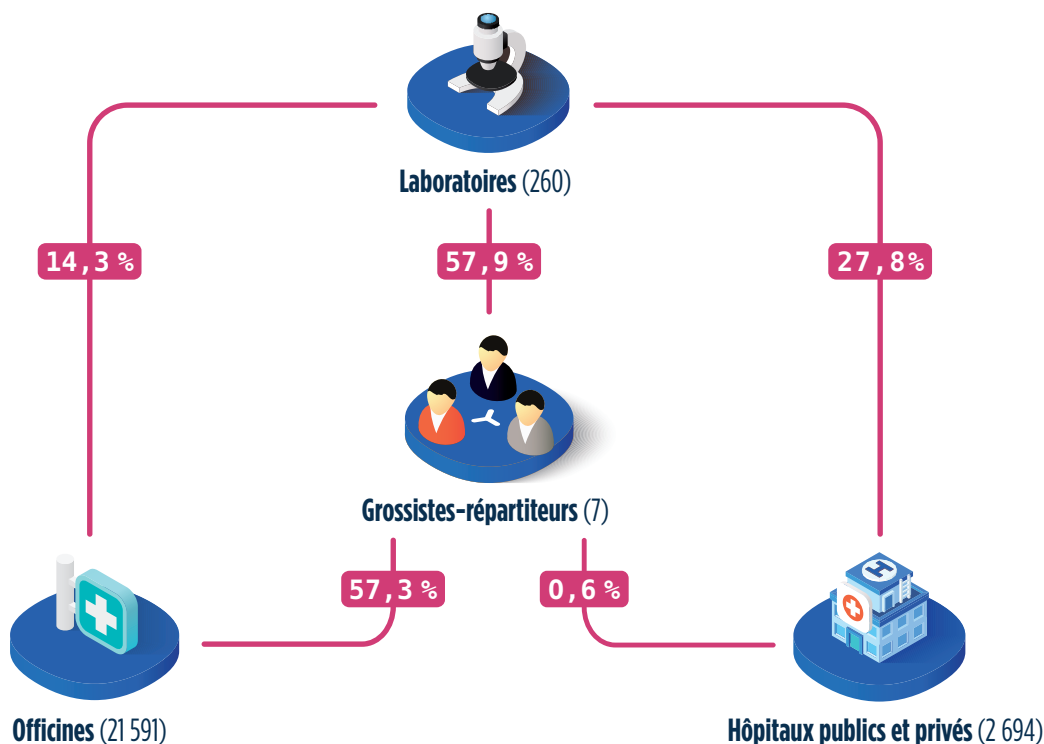 Laboratoires (260)
14,3 %
57,9 %
27,8%
Grossistes-répartiteurs (7)
57,3 %
0,6 %
H
Officines (21 591)
Hôpitaux publics et privés (2 694)